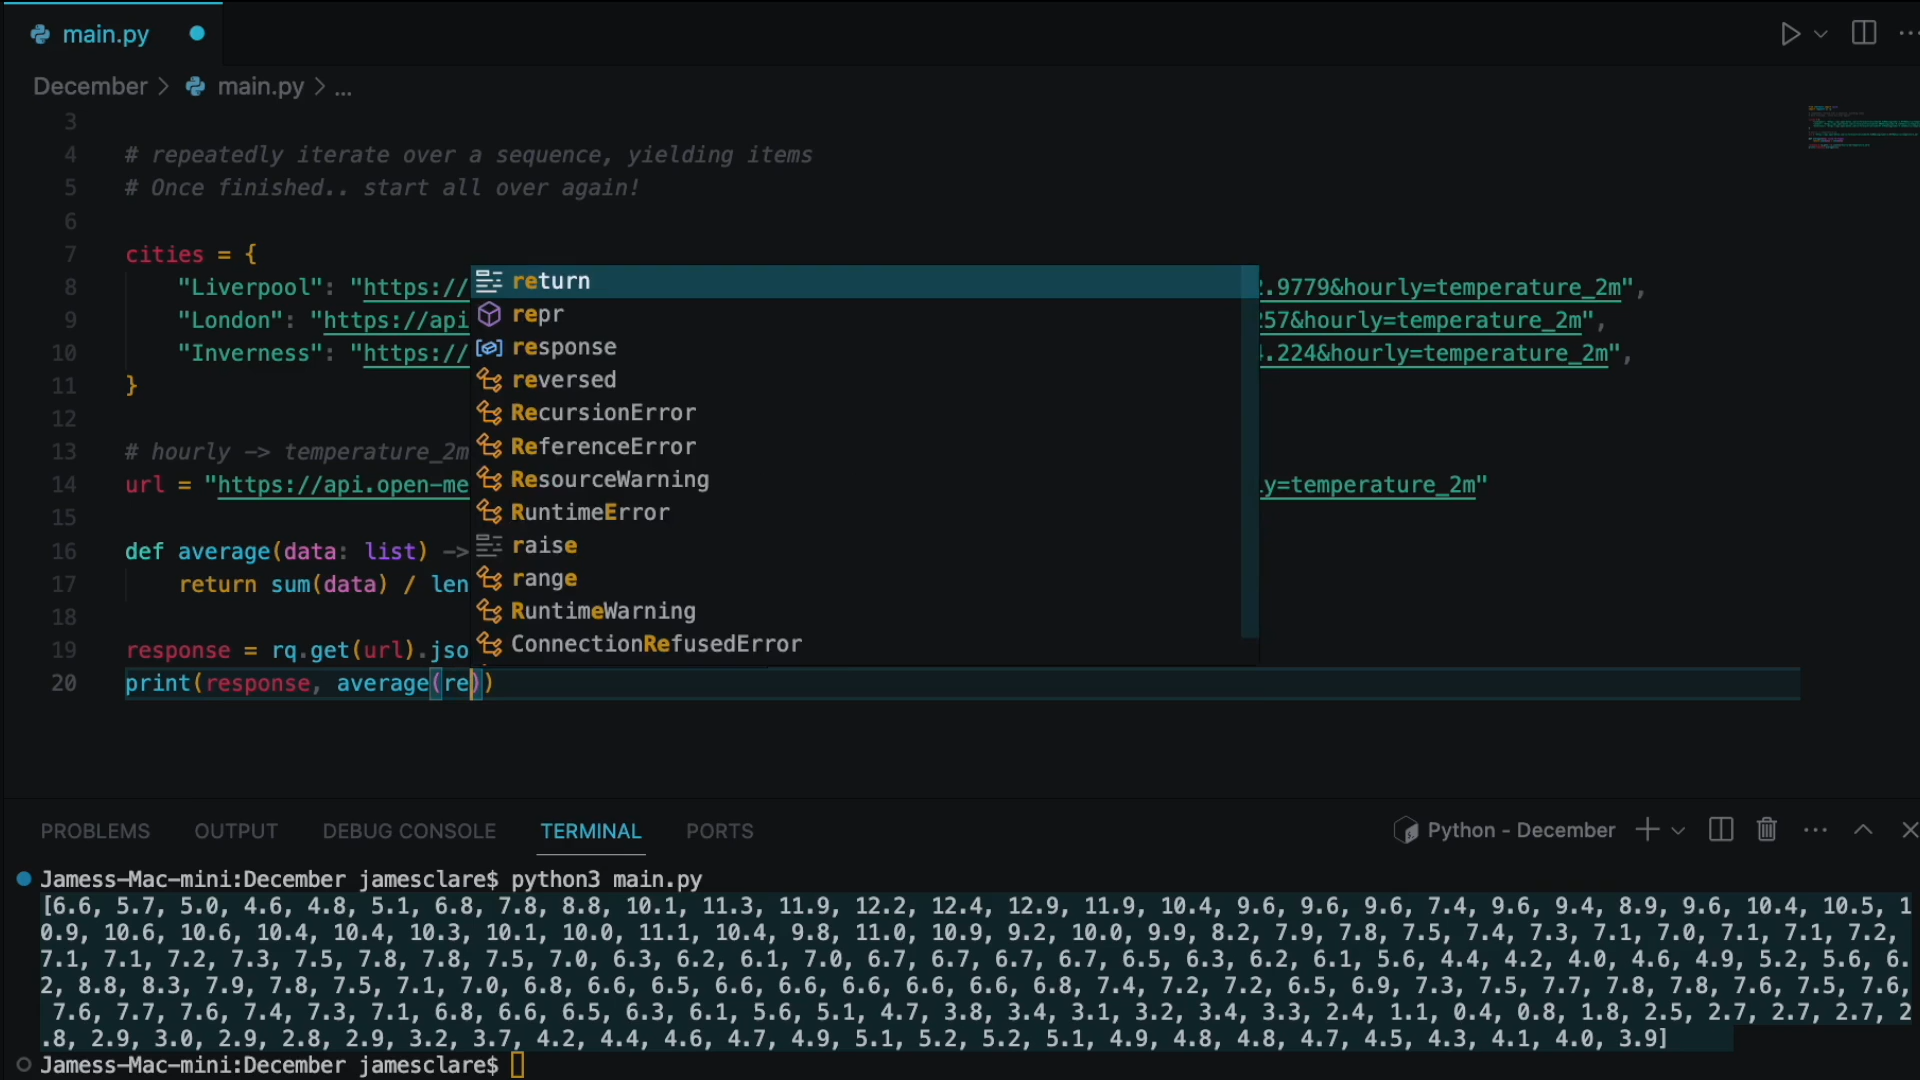 main.py
December > main.py > ...
3
4 # repeatedly iterate over a sequence, yielding items
5 # Once finished.. start all over again!
6
7 cities = {
8 "Liverpool": "https:// return 2.9779&hourly=temperature_2m",
repr
9 "London": "https://api 257&hourly=temperature_2m",
response
10 "Inverness": "https:// 4.224&hourly=temperature_2m",
reversed
11 }
RecursionError
12
ReferenceError
13 # hourly -> temperature_2m
ResourceWarning
14 url = "https://api.open-me ly=temperature_2m"
RuntimeError
15
raise
16 def average(data: list) ->
range
17 return sum(data) / len
RuntimeWarning
18
ConnectionRefusedError
19 response = rq.get(url).jso
20 print(response, average(re))
PROBLEMS OUTPUT DEBUG CONSOLE TERMINAL PORTS Python - December
Jamess-Mac-mini:December jamesclare$ python3 main.py
[6.6, 5.7, 5.0, 4.6, 4.8, 5.1, 6.8, 7.8, 8.8, 10.1, 11.3, 11.9, 12.2, 12.4, 12.9, 11.9, 10.4, 9.6, 9.6, 9.6, 7.4, 9.6, 9.4, 8.9, 9.6, 10.4, 10.5, 1
0.9, 10.6, 10.6, 10.4, 10.4, 10.3, 10.1, 10.0, 11.1, 10.4, 9.8, 11.0, 10.9, 9.2, 10.0, 9.9, 8.2, 7.9, 7.8, 7.5, 7.4, 7.3, 7.1, 7.0, 7.1, 7.1, 7.2,
7.1, 7.1, 7.2, 7.3, 7.5, 7.8, 7.8, 7.5, 7.0, 6.3, 6.2, 6.1, 7.0, 6.7, 6.7, 6.7, 6.7, 6.5, 6.3, 6.2, 6.1, 5.6, 4.4, 4.2, 4.0, 4.6, 4.9, 5.2, 5.6, 6.
2, 8.8, 8.3, 7.9, 7.8, 7.5, 7.1, 7.0, 6.8, 6.6, 6.5, 6.6, 6.6, 6.6, 6.6, 6.6, 6.8, 7.4, 7.2, 7.2, 6.5, 6.9, 7.3, 7.5, 7.7, 7.8, 7.8, 7.6, 7.5, 7.6,
7.6, 7.7, 7.6, 7.4, 7.3, 7.1, 6.8, 6.6, 6.5, 6.3, 6.1, 5.6, 5.1, 4.7, 3.8, 3.4, 3.1, 3.2, 3.4, 3.3, 2.4, 1.1, 0.4, 0.8, 1.8, 2.5, 2.7, 2.7, 2.7, 2
.8, 2.9, 3.0, 2.9, 2.8, 2.9, 3.2, 3.7, 4.2, 4.4, 4.6, 4.7, 4.9, 5.1, 5.2, 5.2, 5.1, 4.9, 4.8, 4.8, 4.7, 4.5, 4.3, 4.1, 4.0, 3.9]
Jamess-Mac-mini:December jamesclare$